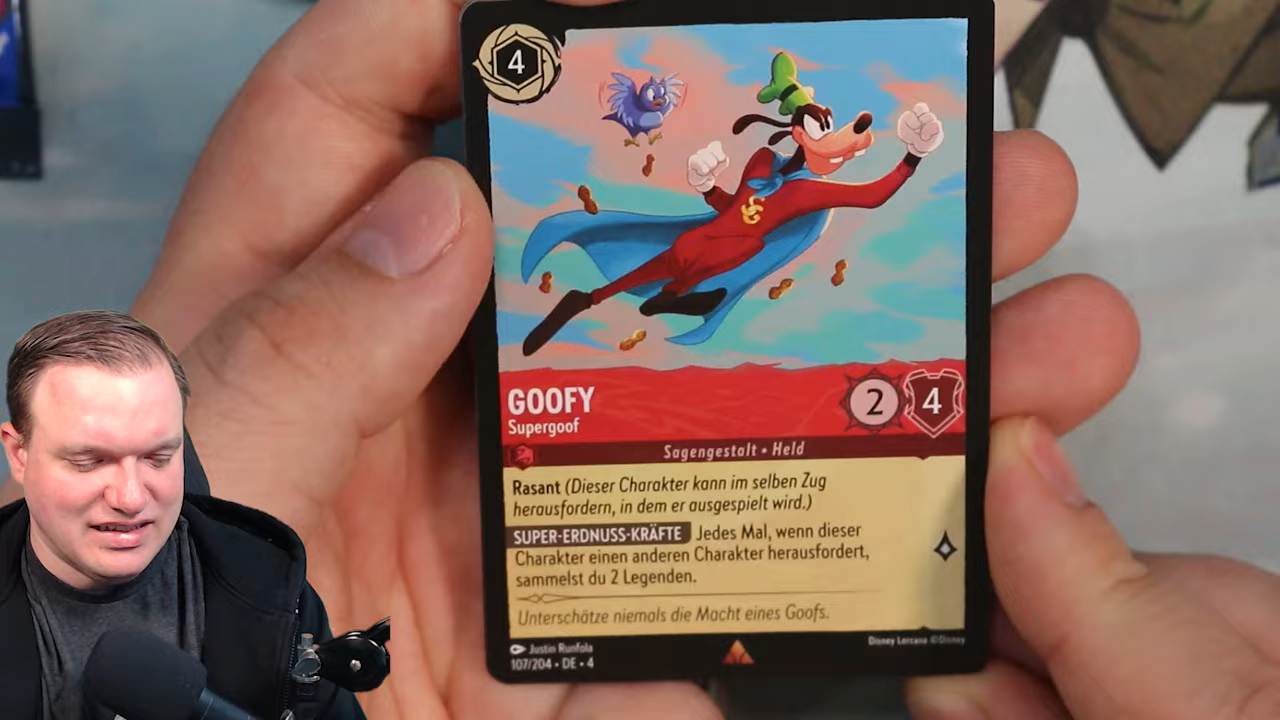 4
GOOFY
Supergoof
2 4
Sagengestalt • Held
Rasant (Dieser Charakter kann im selben Zug
herausfordern, in dem er ausgespielt wird.)
SUPER-ERDNUSS-KRÄFTE Jedes Mal, wenn dieser
Charakter einen anderen Charakter herausfordert,
sammelst du 2 Legenden.
Unterschätze niemals die Macht eines Goofs.
Justin Runfola
Disney Lorcana ©Disney
107/204 • DE • 4